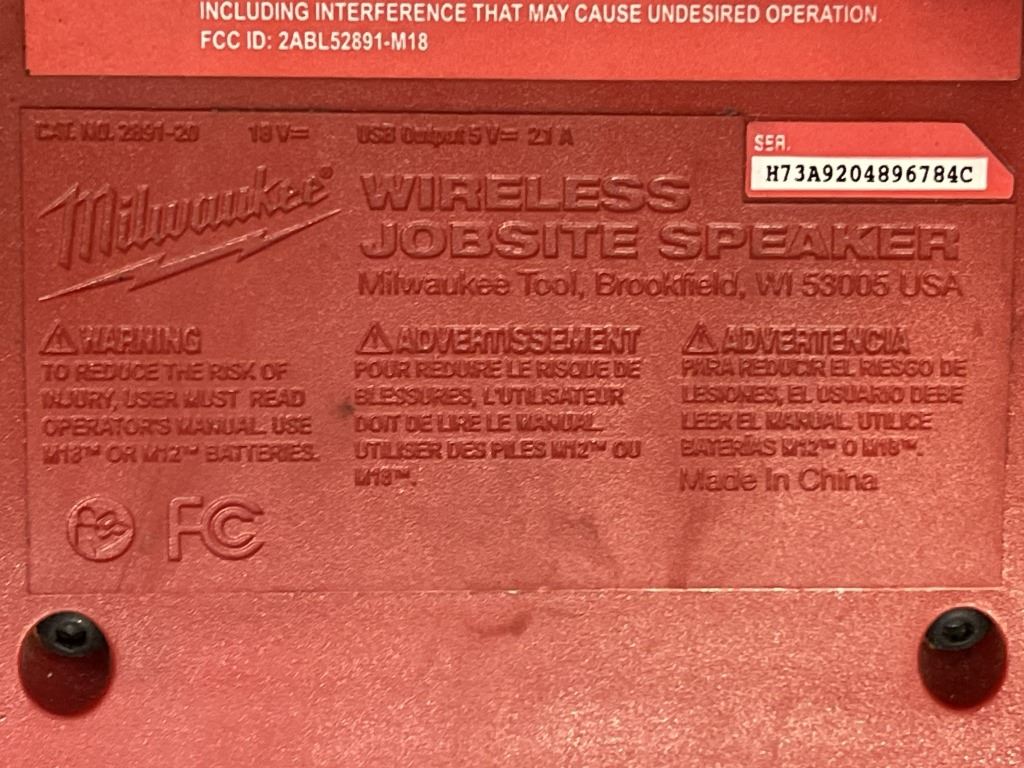 INCLUDING INTERFERENCE THAT MAY CAUSE UNDESIRED OPERATION.
FCC ID: 2ABL52891-M18
CAT. NO. 2891-20 18 V⎓ USB Output 5 V⎓ 2.1 A
SER.
H73A9204896784C
Milwaukee®
WIRELESS
JOBSITE SPEAKER
Milwaukee Tool, Brookfield, WI 53005 USA
⚠WARNING
TO REDUCE THE RISK OF
INJURY, USER MUST READ
OPERATOR'S MANUAL. USE
M18™ OR M12™ BATTERIES.
⚠ADVERTISSEMENT
POUR REDUIRE LE RISQUE DE
BLESSURES, L'UTILISATEUR
DOIT DE LIRE LE MANUAL.
UTILISER DES PILES M12™ OU
M18™.
⚠ADVERTENCIA
PARA REDUCIR EL RIESGO DE
LESIONES, EL USUARIO DEBE
LEER EL MANUAL. UTILICE
BATERÍAS M12™ O M18™.
Made In China
FC